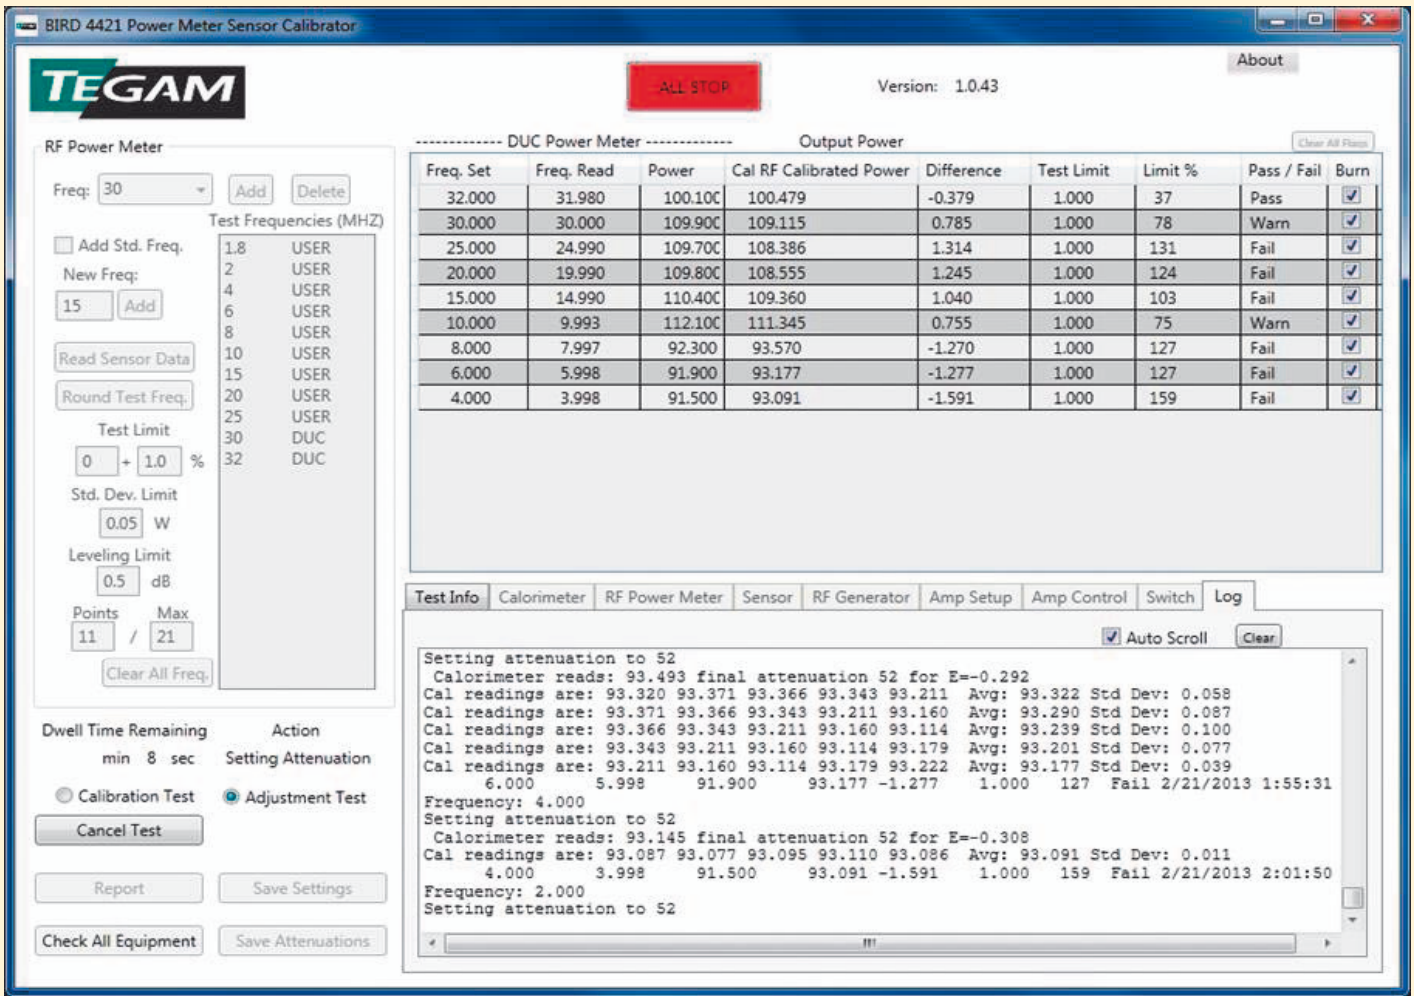 BIRD 4421 Power Meter Sensor Calibrator
TEGAM
ALL STOP
Version: 1.0.43
About
RF Power Meter
Freq: 30 Add Delete
Test Frequencies (MHZ)
Add Std. Freq.
New Freq:
15 Add
Read Sensor Data
Round Test Freq.
Test Limit
0 + 1.0 %
Std. Dev. Limit
0.05 W
Leveling Limit
0.5 dB
Points Max
11 / 21
Clear All Freq.
1.8 USER
2 USER
4 USER
6 USER
8 USER
10 USER
15 USER
20 USER
25 USER
30 DUC
32 DUC
Dwell Time Remaining Action
min 8 sec Setting Attenuation
Calibration Test Adjustment Test
Cancel Test
Report Save Settings
Check All Equipment Save Attenuations
------------- DUC Power Meter ------------- Output Power Clear All Flags
Freq. Set Freq. Read Power Cal RF Calibrated Power Difference Test Limit Limit % Pass / Fail Burn
32.000 31.980 100.100 100.479 -0.379 1.000 37 Pass
30.000 30.000 109.900 109.115 0.785 1.000 78 Warn
25.000 24.990 109.700 108.386 1.314 1.000 131 Fail
20.000 19.990 109.800 108.555 1.245 1.000 124 Fail
15.000 14.990 110.400 109.360 1.040 1.000 103 Fail
10.000 9.993 112.100 111.345 0.755 1.000 75 Warn
8.000 7.997 92.300 93.570 -1.270 1.000 127 Fail
6.000 5.998 91.900 93.177 -1.277 1.000 127 Fail
4.000 3.998 91.500 93.091 -1.591 1.000 159 Fail
Test Info Calorimeter RF Power Meter Sensor RF Generator Amp Setup Amp Control Switch Log
Auto Scroll Clear
Setting attenuation to 52
Calorimeter reads: 93.493 final attenuation 52 for E=-0.292
Cal readings are: 93.320 93.371 93.366 93.343 93.211 Avg: 93.322 Std Dev: 0.058
Cal readings are: 93.371 93.366 93.343 93.211 93.160 Avg: 93.290 Std Dev: 0.087
Cal readings are: 93.366 93.343 93.211 93.160 93.114 Avg: 93.239 Std Dev: 0.100
Cal readings are: 93.343 93.211 93.160 93.114 93.179 Avg: 93.201 Std Dev: 0.077
Cal readings are: 93.211 93.160 93.114 93.179 93.222 Avg: 93.177 Std Dev: 0.039
6.000 5.998 91.900 93.177 -1.277 1.000 127 Fail 2/21/2013 1:55:31
Frequency: 4.000
Setting attenuation to 52
Calorimeter reads: 93.145 final attenuation 52 for E=-0.308
Cal readings are: 93.087 93.077 93.095 93.110 93.086 Avg: 93.091 Std Dev: 0.011
4.000 3.998 91.500 93.091 -1.591 1.000 159 Fail 2/21/2013 2:01:50
Frequency: 2.000
Setting attenuation to 52